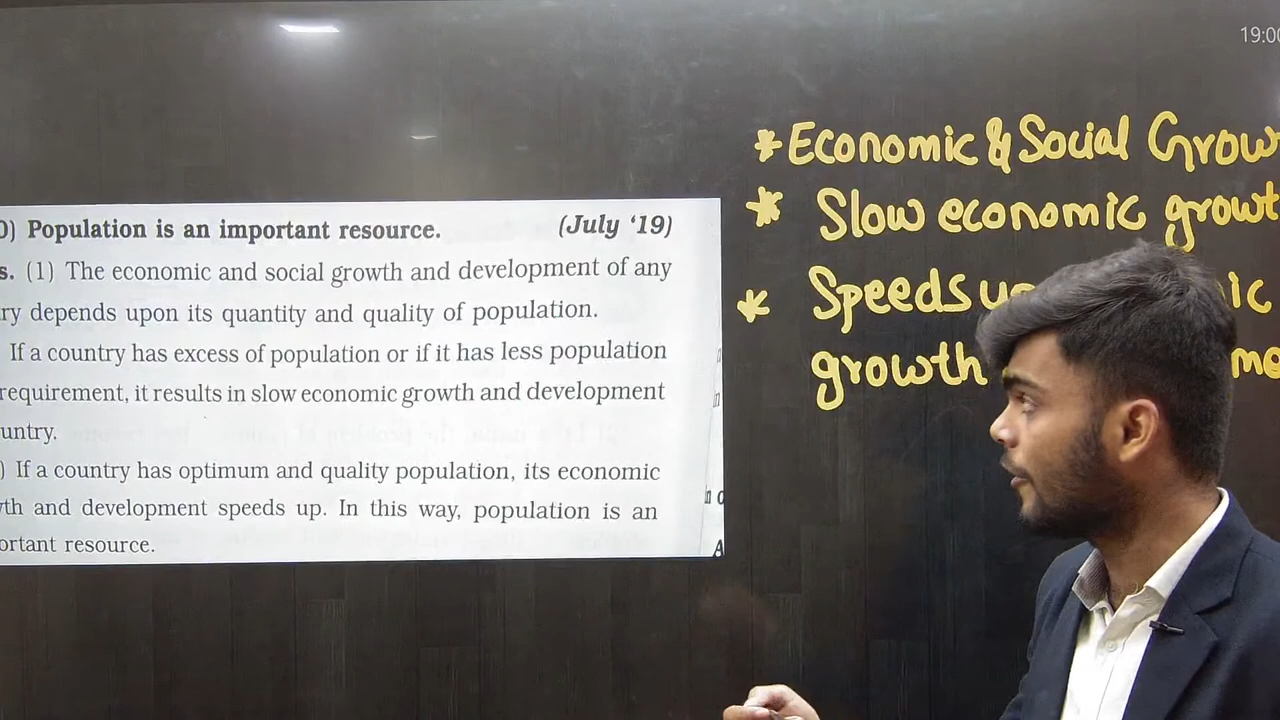 19:00
*Economic & Social Grow
* Slow economic growt
* Speeds up ic
growth me
0) Population is an important resource. (July ‘19)
s. (1) The economic and social growth and development of any
ry depends upon its quantity and quality of population.
If a country has excess of population or if it has less population
requirement, it results in slow economic growth and development
untry.
) If a country has optimum and quality population, its economic
th and development speeds up. In this way, population is an
ortant resource.